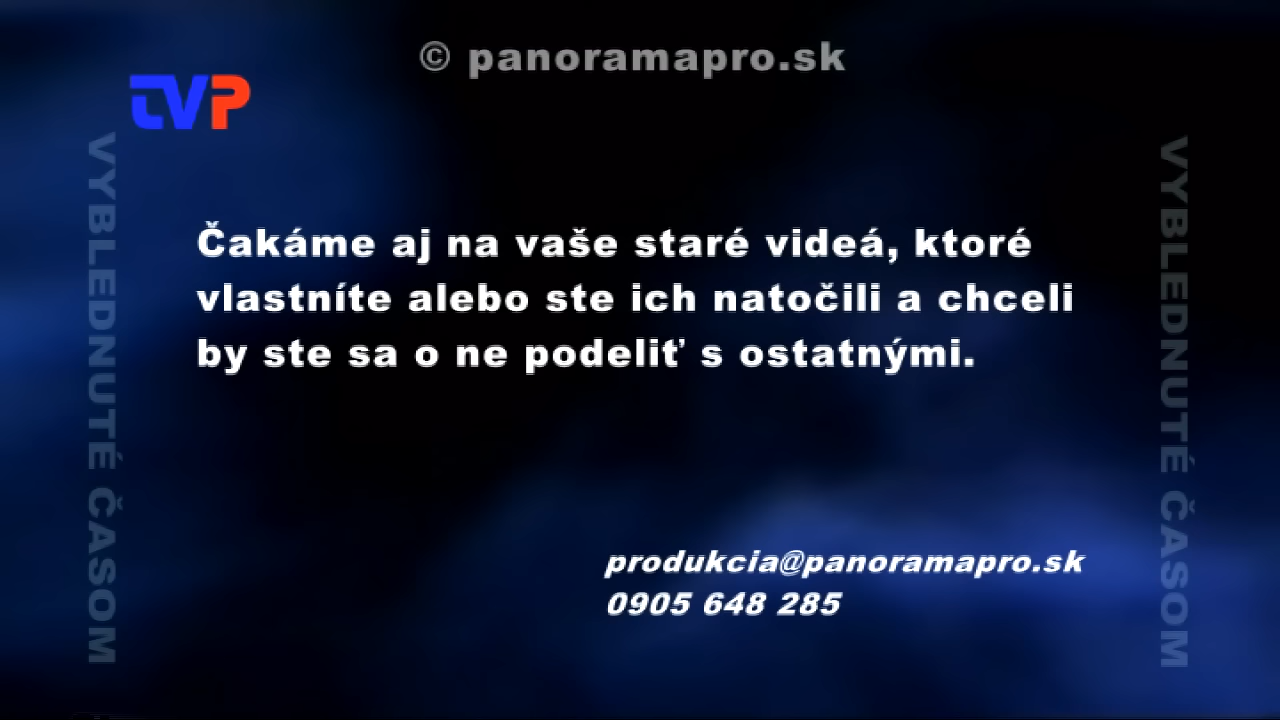 © panoramapro.sk
TVP
VYBLEDNUTÉ ČASOM
Čakáme aj na vaše staré videá, ktoré
vlastníte alebo ste ich natočili a chceli
by ste sa o ne podeliť s ostatnými.
produkcia@panoramapro.sk
0905 648 285
VYBLEDNUTÉ ČASOM